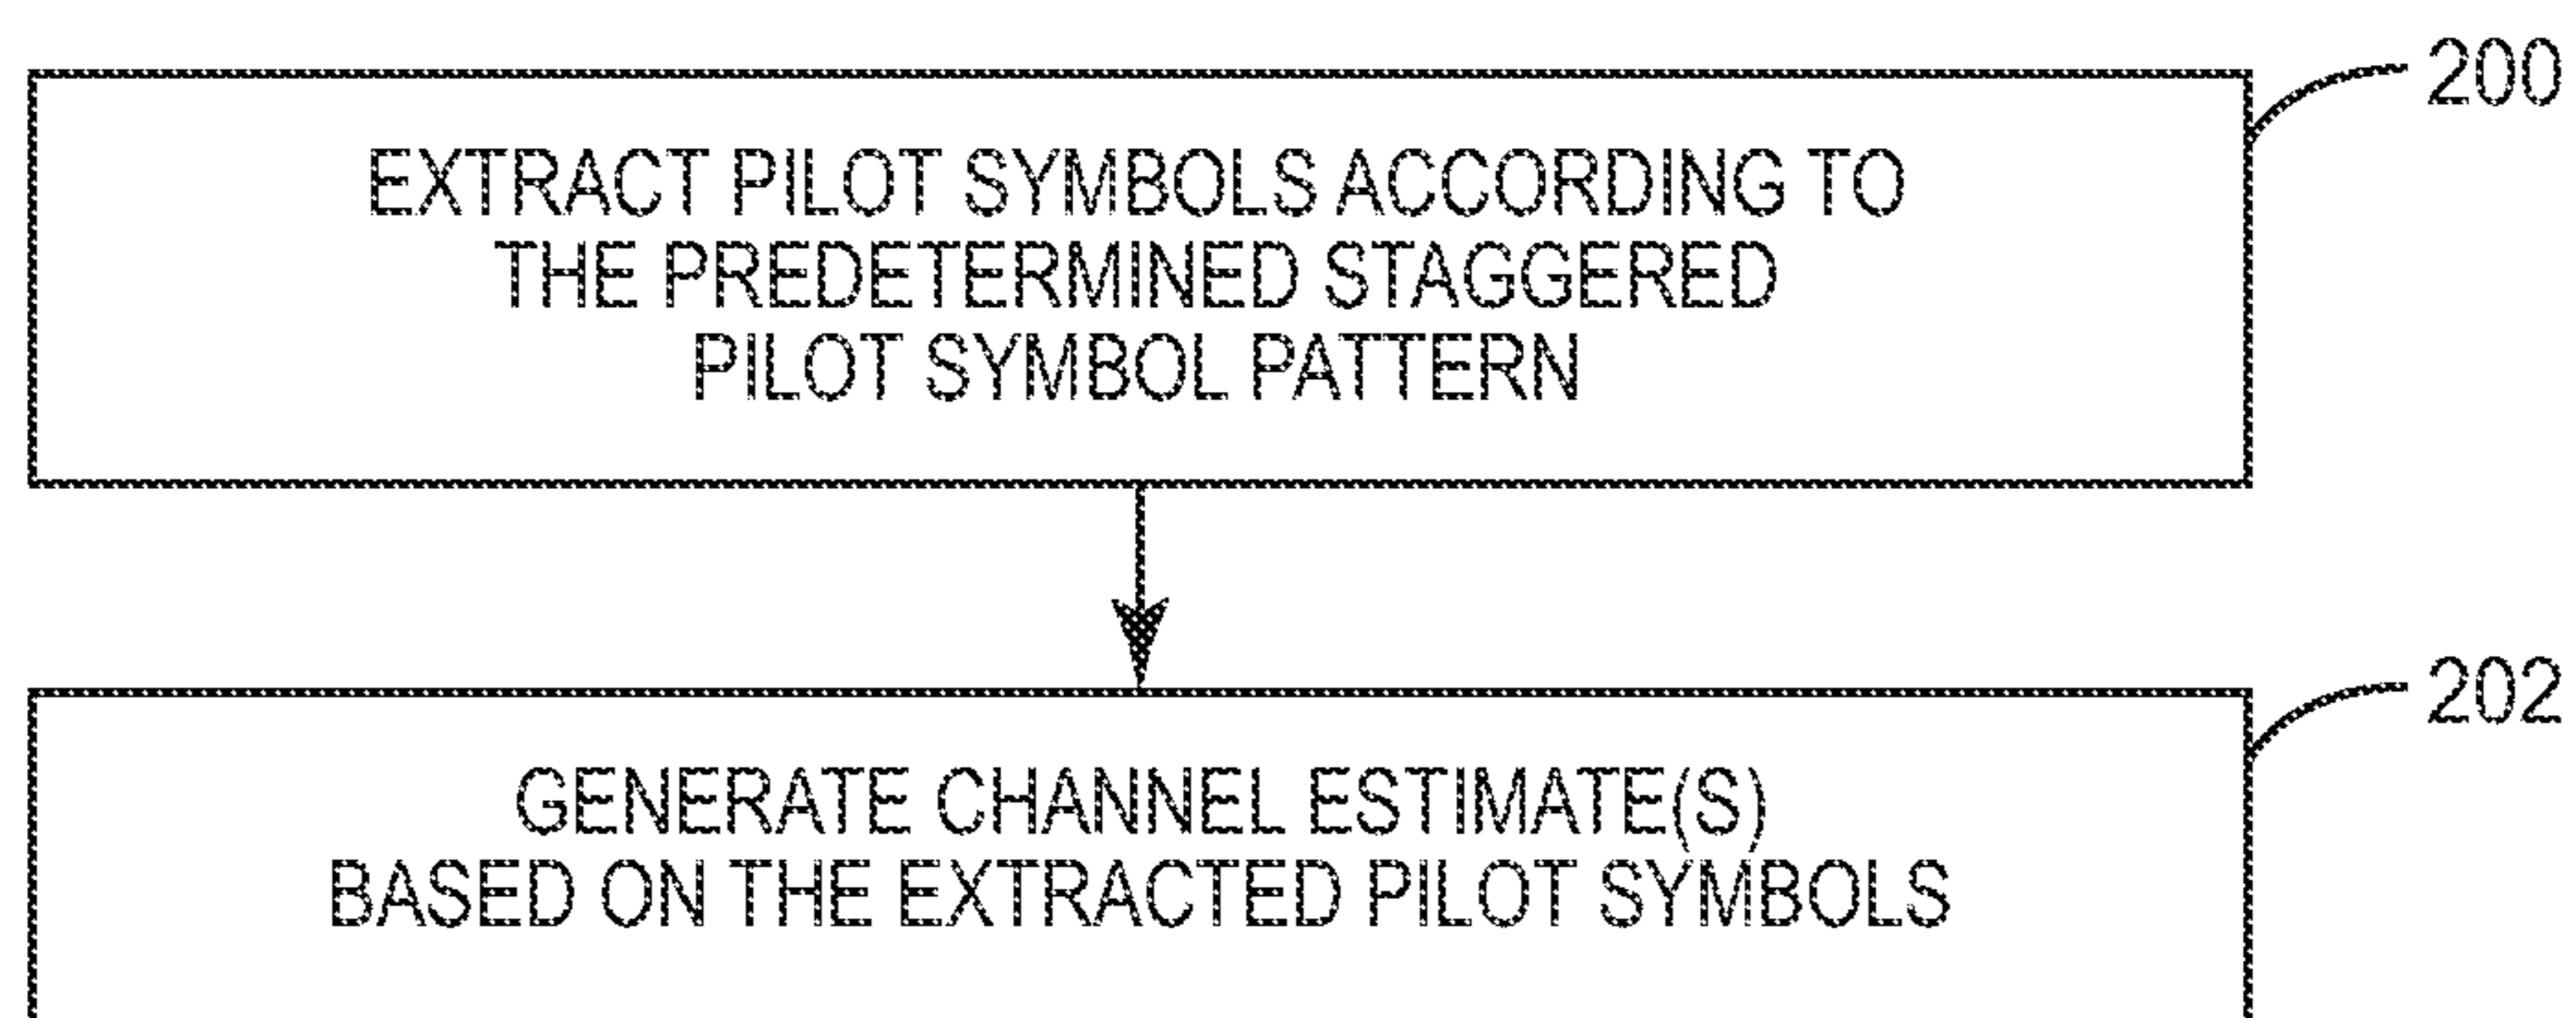 200
EXTRACT PILOT SYMBOLS ACCORDING TO
THE PREDETERMINED STAGGERED
PILOT SYMBOL PATTERN
202
GENERATE CHANNEL ESTIMATE(S)
BASED ON THE EXTRACTED PILOT SYMBOLS